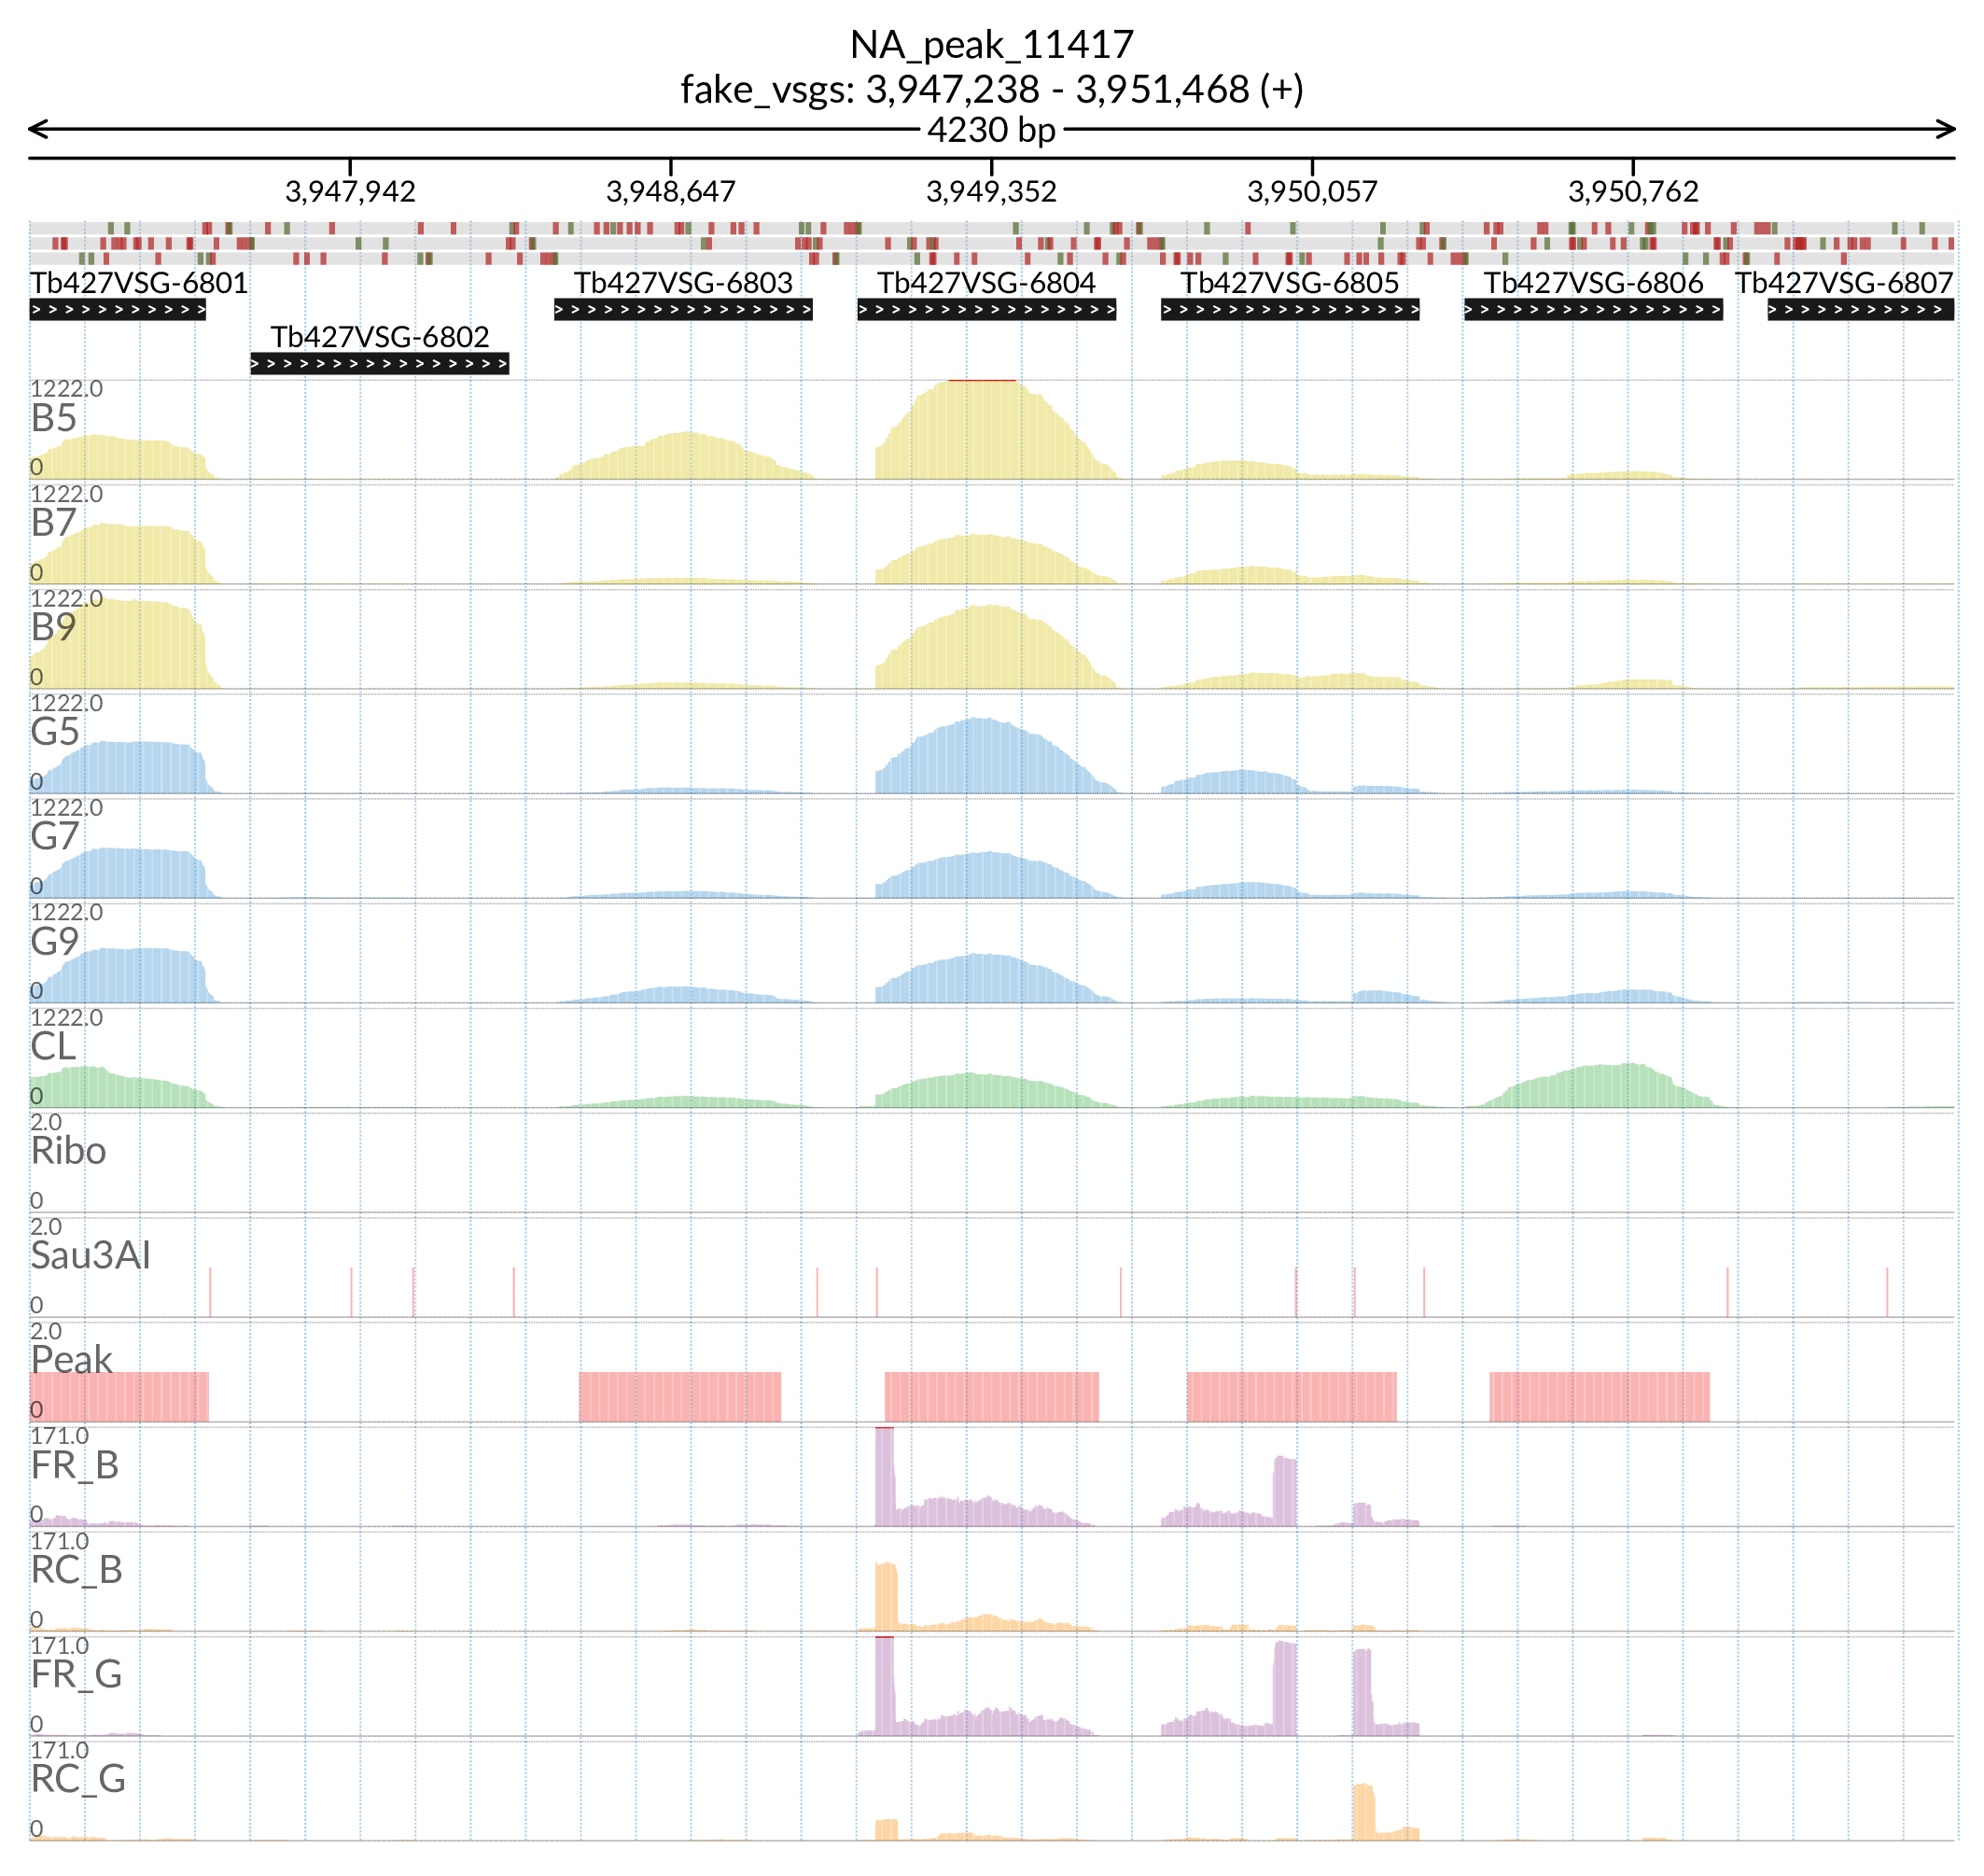 NA_peak_11417
fake_vsgs: 3,947,238 - 3,951,468 (+)
4230 bp
3,947,942 3,948,647 3,949,352 3,950,057 3,950,762
Tb427VSG-6801 Tb427VSG-6803 Tb427VSG-6804 Tb427VSG-6805 Tb427VSG-6806 Tb427VSG-6807
Tb427VSG-6802
1222.0
B5
0
1222.0
B7
0
1222.0
B9
0
1222.0
G5
0
1222.0
G7
0
1222.0
G9
0
1222.0
CL
0
2.0
Ribo
0
2.0
Sau3AI
0
2.0
Peak
0
171.0
FR_B
0
171.0
RC_B
0
171.0
FR_G
0
171.0
RC_G
0